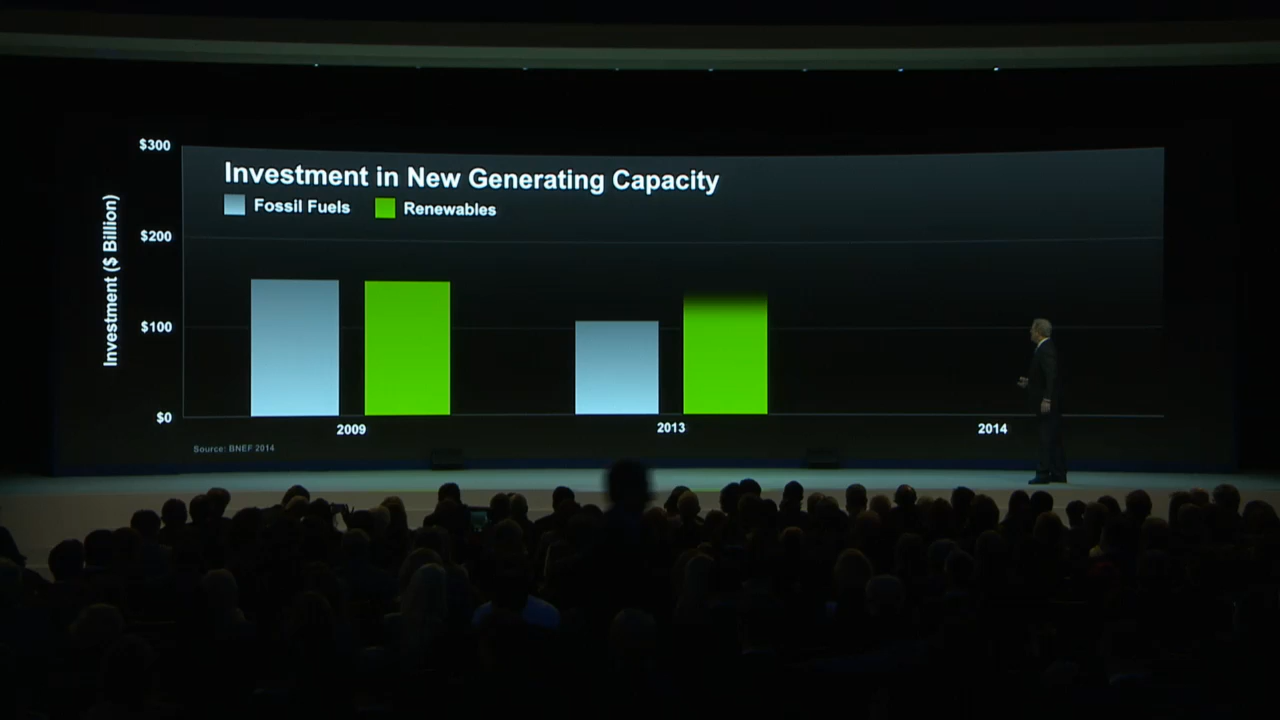 Investment in New Generating Capacity
Fossil Fuels
Renewables
Investment ($ Billion)
$300
$200
$100
$0
2009
2013
2014
Source: BNEF 2014